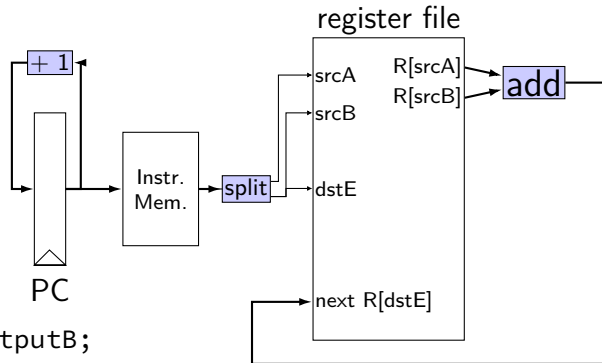 register file
+ 1
srcA
R[srcA]
R[srcB]
add
srcB
Instr.
Mem.
split
dstE
PC
next R[dstE]
tputB;